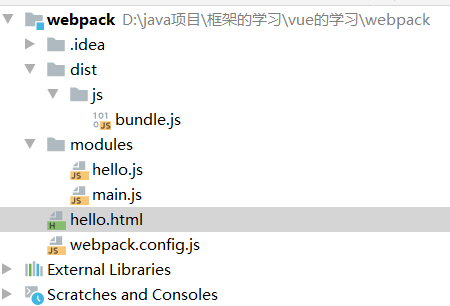 webpack D:\java项目\框架的学习\vue的学习\webpack
.idea
dist
js
bundle.js
modules
hello.js
main.js
hello.html
webpack.config.js
External Libraries
Scratches and Consoles